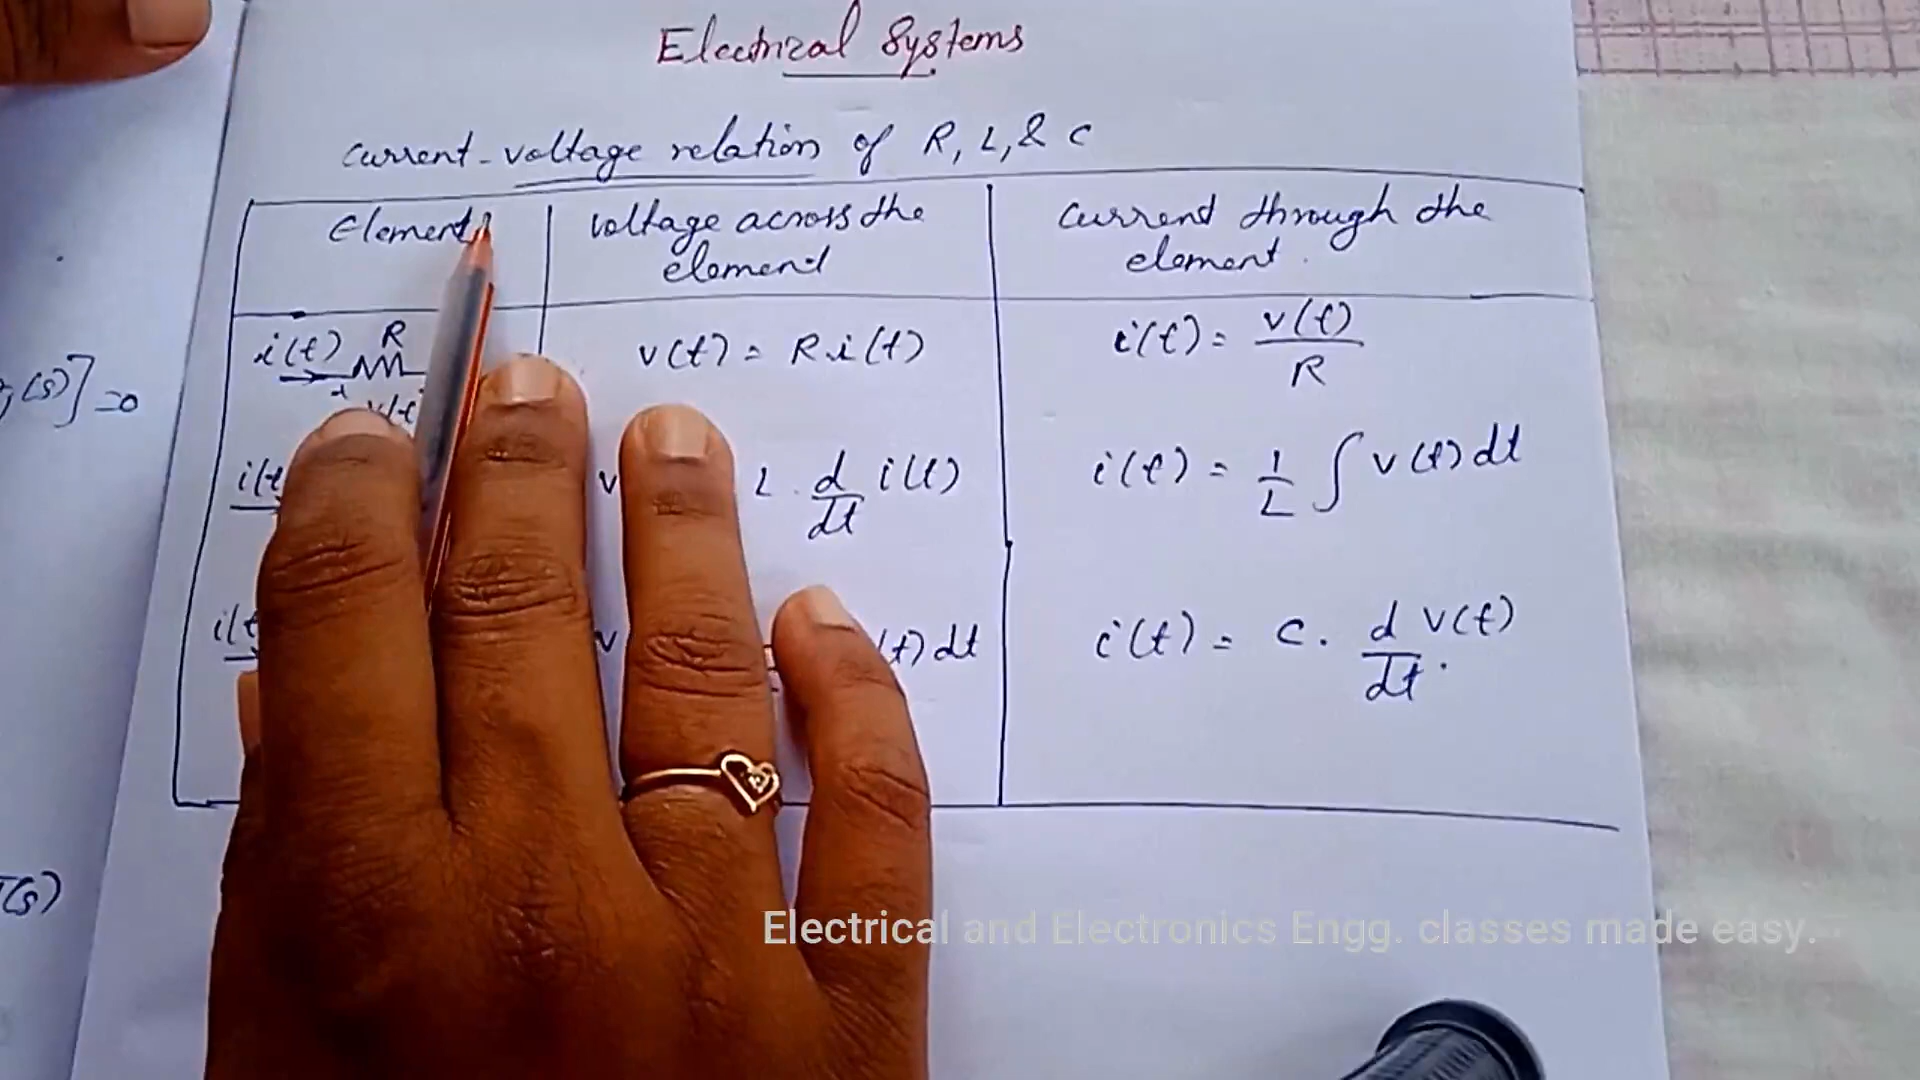 Electrical Systems
Current-voltage relation of R, L, & C
Element
voltage across the
element
Current through the
element.
i(t) R
v(t) = R.i(t)
i(t) = v(t)/R
L . d/dt i(t)
i(t) = 1/L ∫ v(t) dt
(t) dt
i(t) = C. d/dt v(t)
(s)] =0
(s)
Electrical and Electronics Engg. classes made easy.